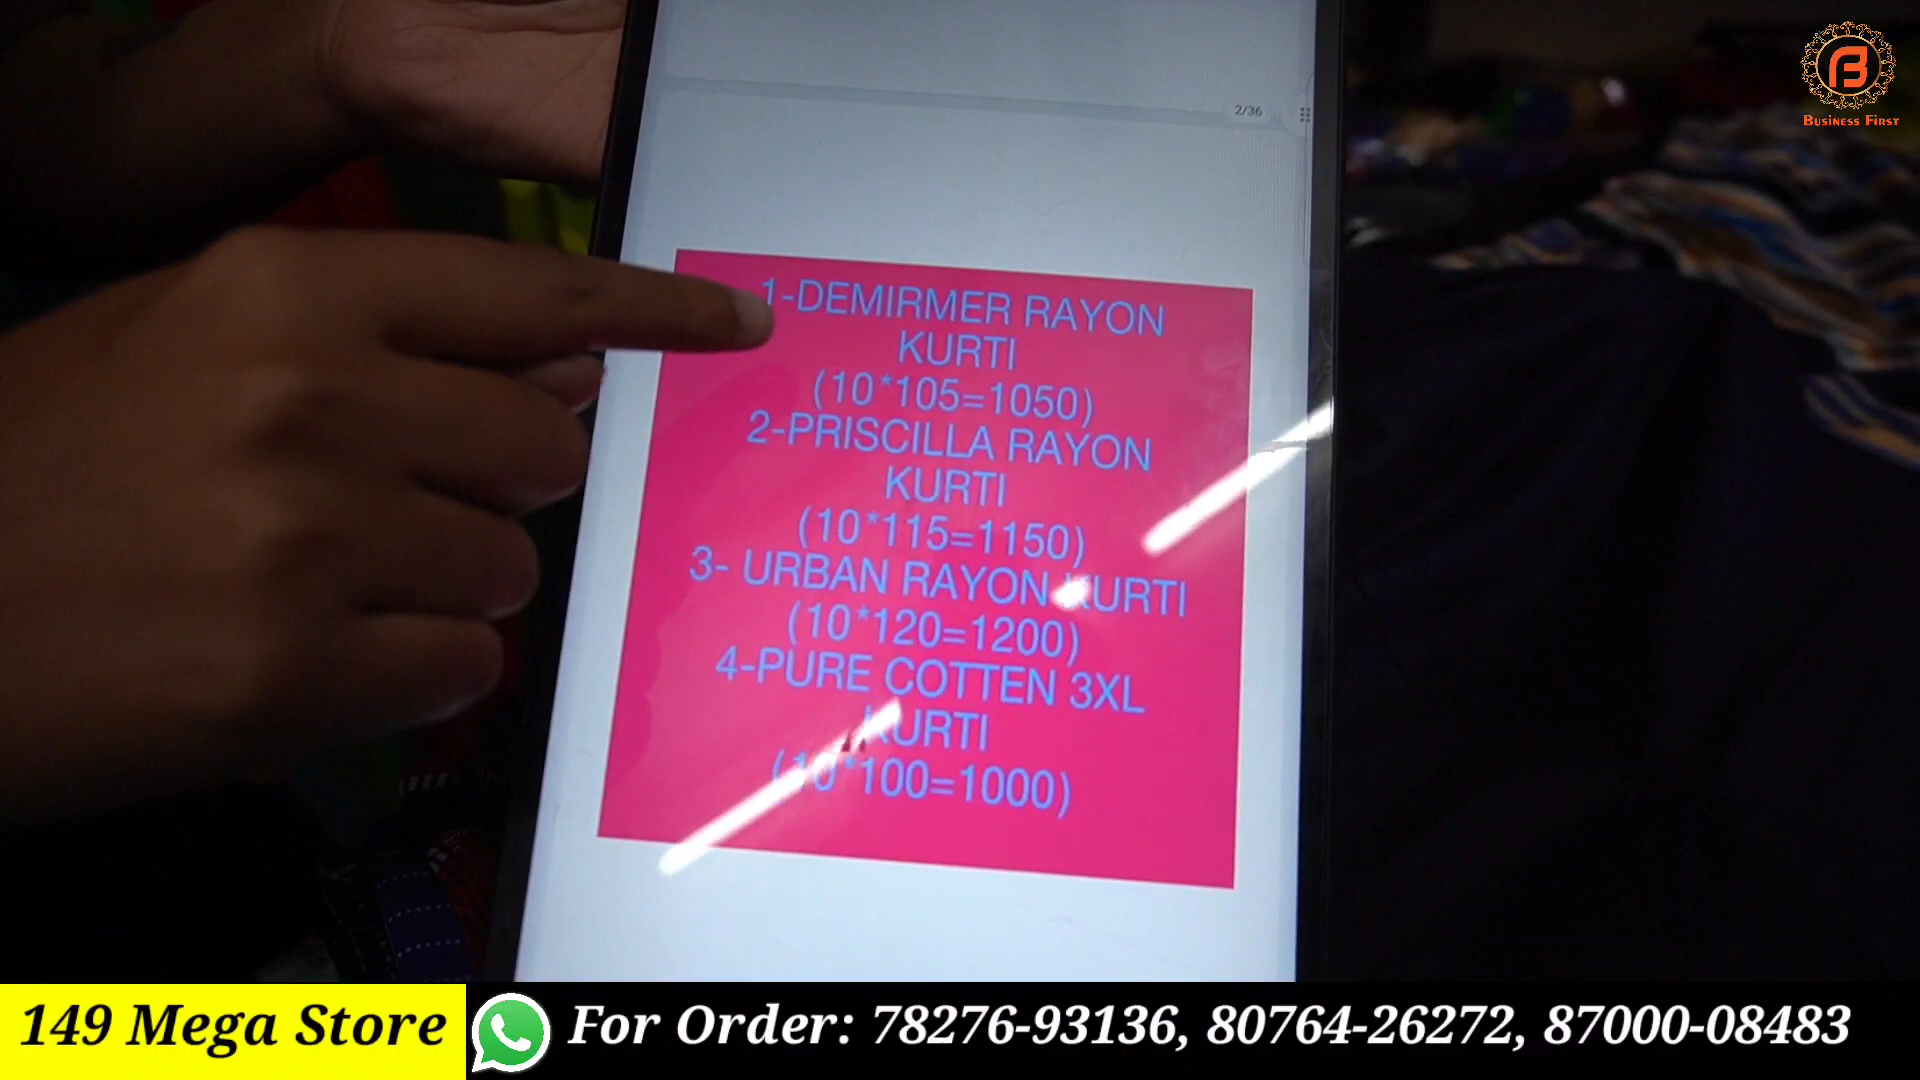 BUSINESS FIRST
2/36
1-DEMIRMER RAYON
KURTI
(10*105=1050)
2-PRISCILLA RAYON
KURTI
(10*115=1150)
3- URBAN RAYON KURTI
(10*120=1200)
4-PURE COTTEN 3XL
KURTI
(10*100=1000)
149 Mega Store
For Order: 78276-93136, 80764-26272, 87000-08483